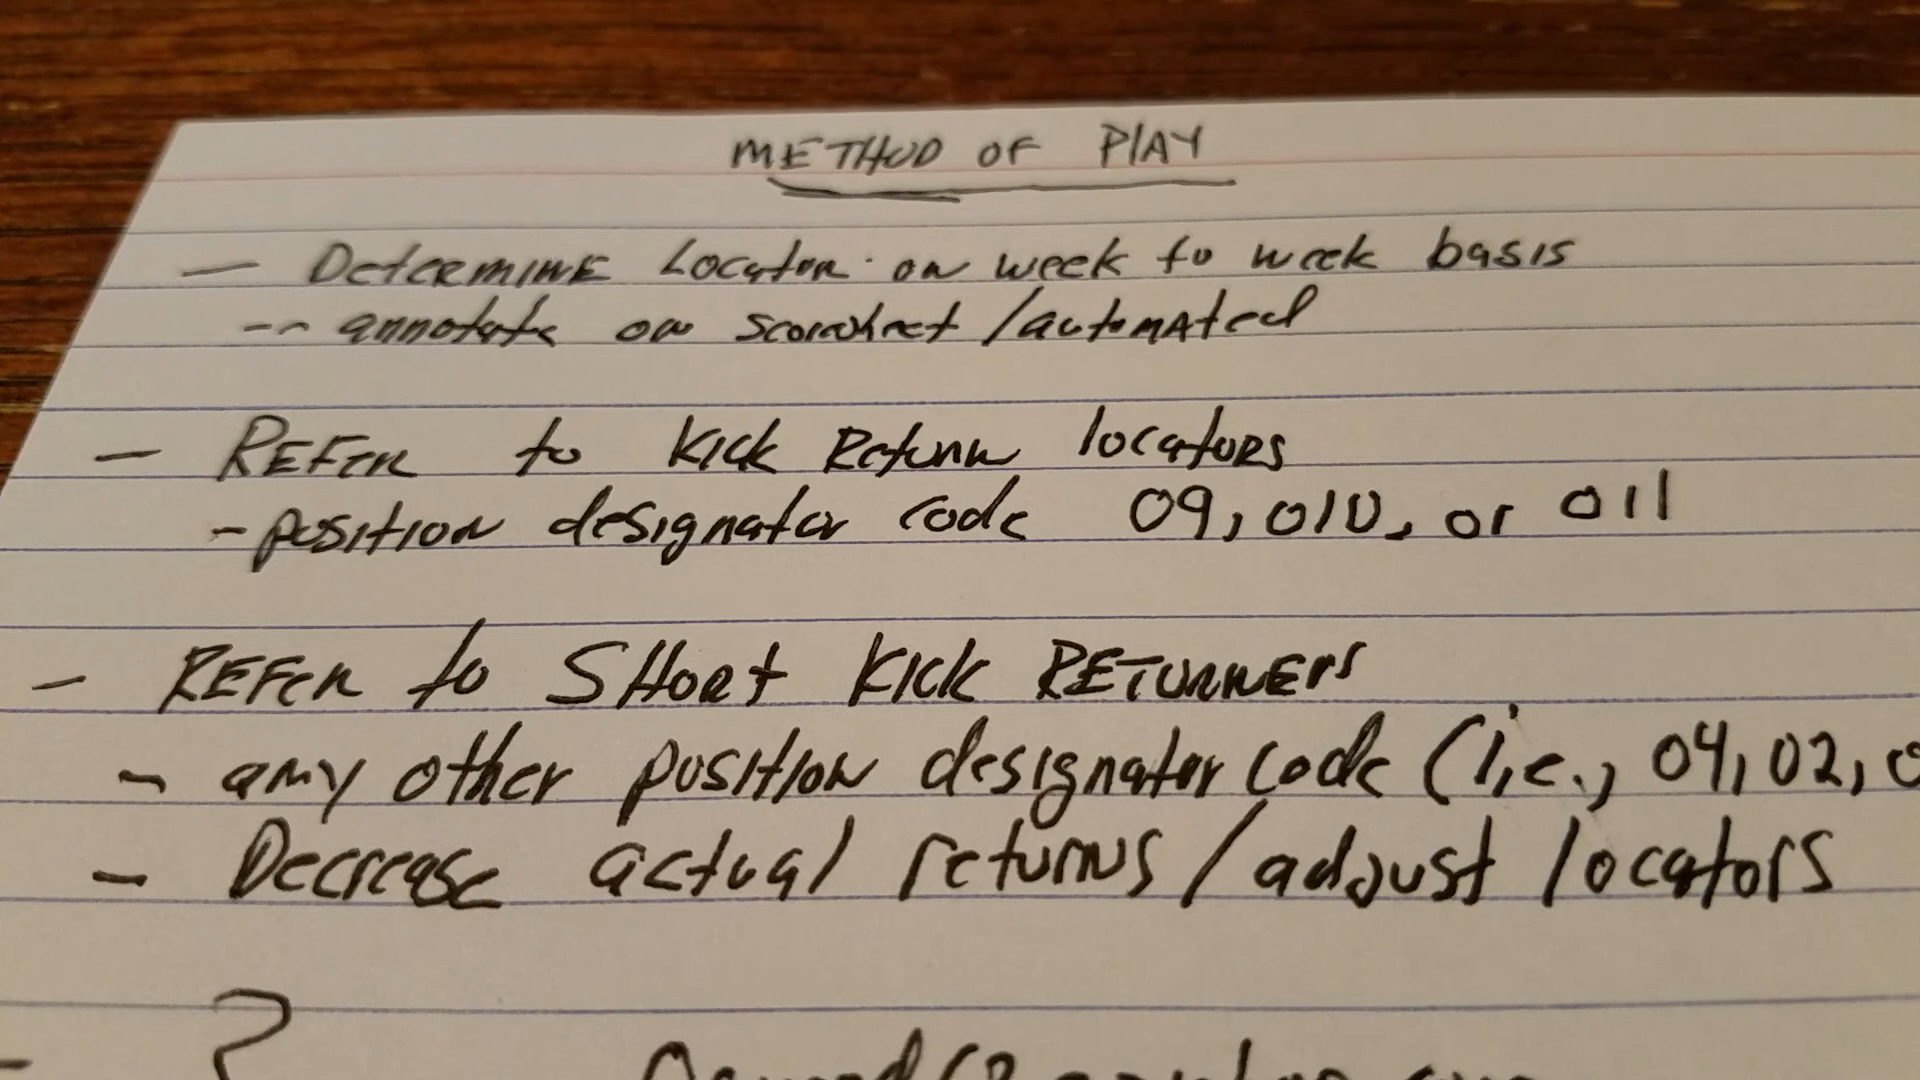 METHOD OF PLAY
— DETERMINE LOCATOR on week to week basis
-- annotate on scoresheet / automated
— REFER to Kick Return locators
- position designator code 09, 010, or 011
- REFER to SHORT KICK RETURNERS
- any other position designator code (i.e., 04, 02,
- Decrease actual returns / adjust locators